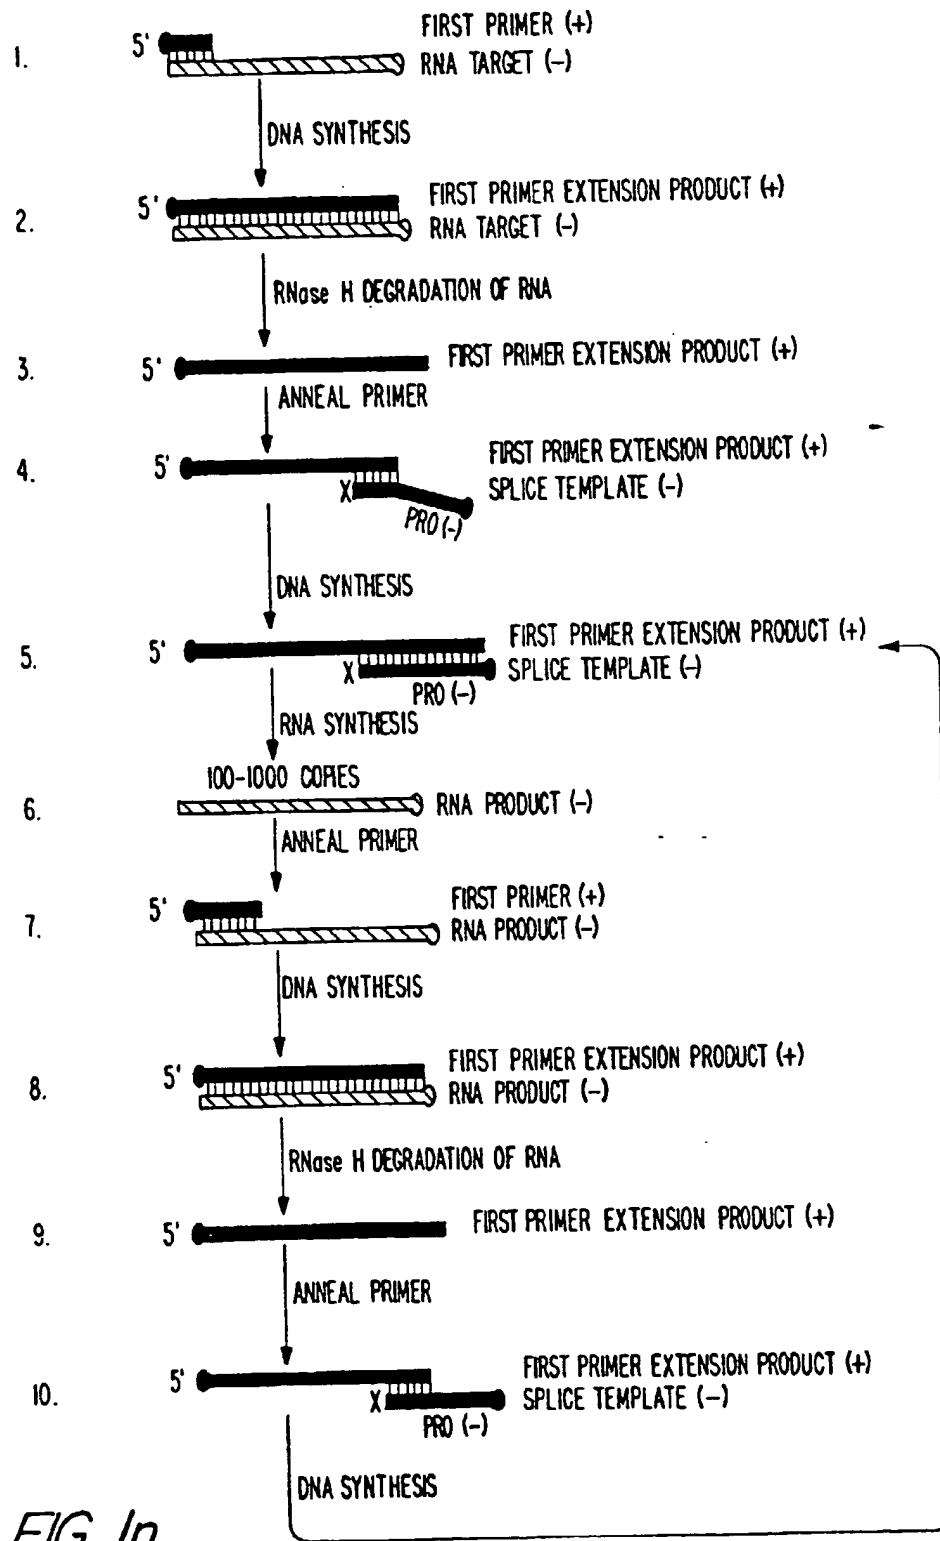 1.
5'
FIRST PRIMER (+)
RNA TARGET (-)
DNA SYNTHESIS
2.
5'
FIRST PRIMER EXTENSION PRODUCT (+)
RNA TARGET (-)
RNase H DEGRADATION OF RNA
3.
5'
FIRST PRIMER EXTENSION PRODUCT (+)
ANNEAL PRIMER
4.
5'
FIRST PRIMER EXTENSION PRODUCT (+)
X
SPLICE TEMPLATE (-)
PRO (-)
DNA SYNTHESIS
5.
5'
FIRST PRIMER EXTENSION PRODUCT (+)
X
SPLICE TEMPLATE (-)
PRO (-)
RNA SYNTHESIS
100-1000 COPIES
6.
RNA PRODUCT (-)
ANNEAL PRIMER
7.
5'
FIRST PRIMER (+)
RNA PRODUCT (-)
DNA SYNTHESIS
8.
5'
FIRST PRIMER EXTENSION PRODUCT (+)
RNA PRODUCT (-)
RNase H DEGRADATION OF RNA
9.
5'
FIRST PRIMER EXTENSION PRODUCT (+)
ANNEAL PRIMER
10.
5'
FIRST PRIMER EXTENSION PRODUCT (+)
X
SPLICE TEMPLATE (-)
PRO (-)
DNA SYNTHESIS
FIG.